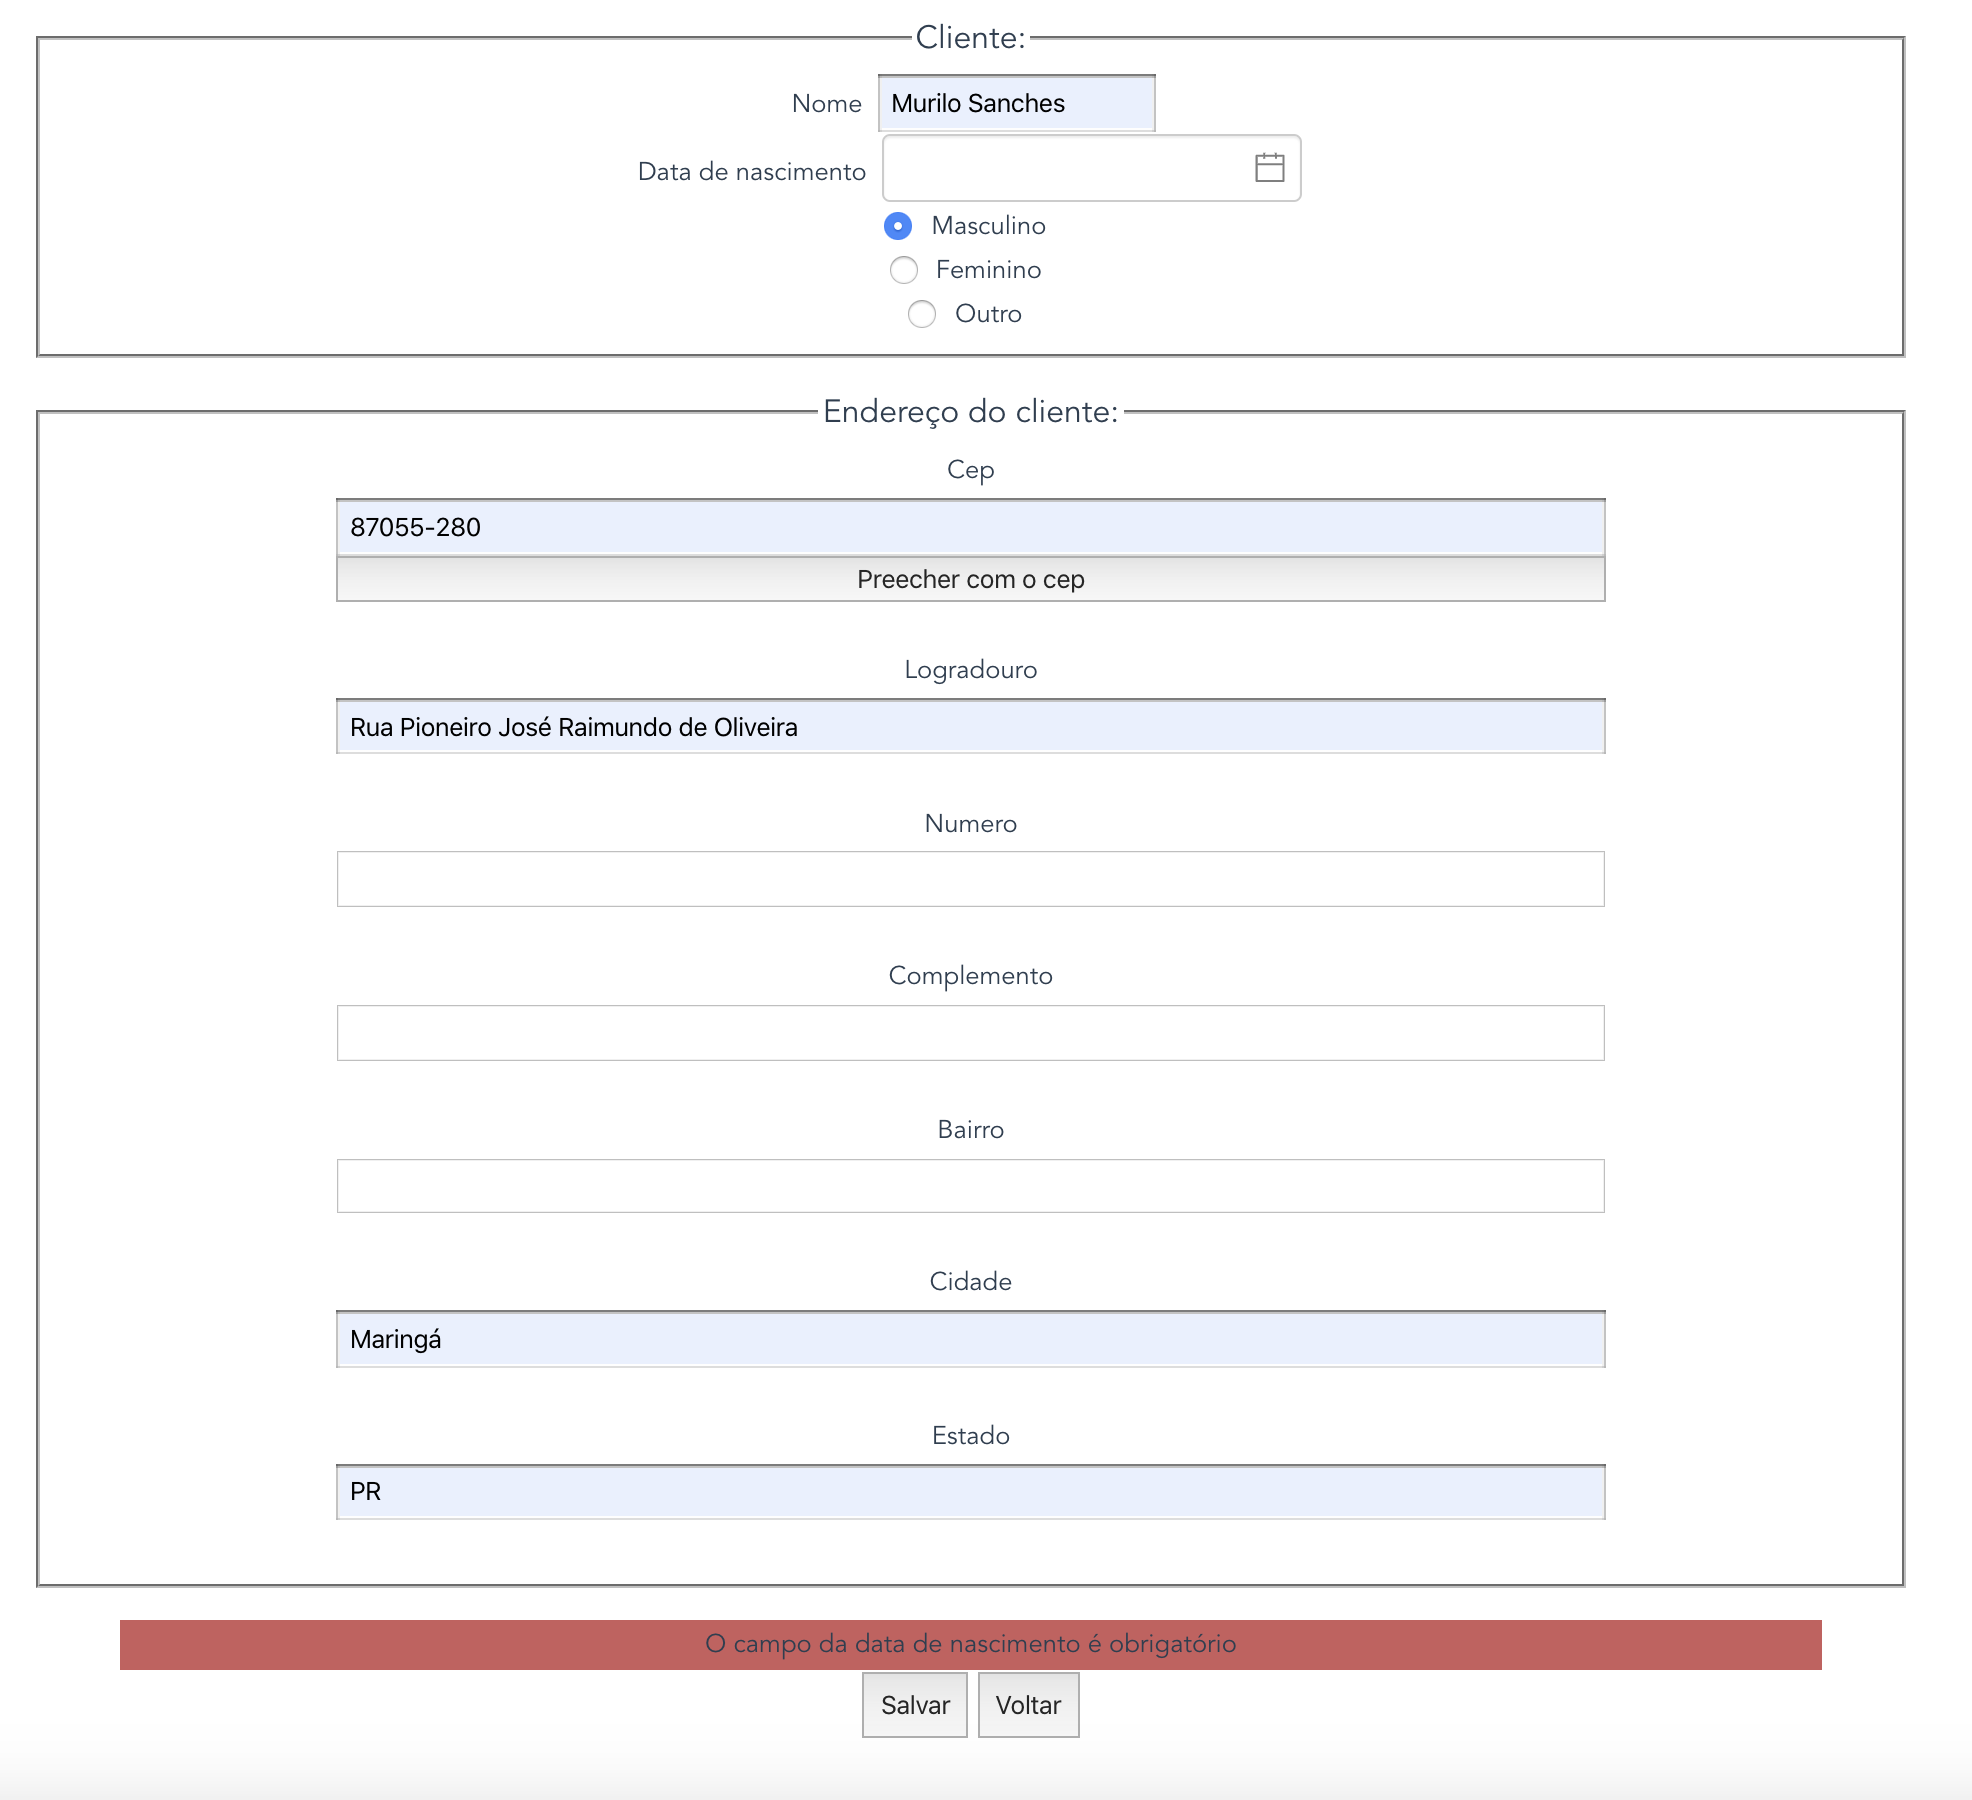 Cliente:
Nome Murilo Sanches
Data de nascimento
Masculino
Feminino
Outro
Endereço do cliente:
Cep
87055-280
Preecher com o cep
Logradouro
Rua Pioneiro José Raimundo de Oliveira
Numero
Complemento
Bairro
Cidade
Maringá
Estado
PR
O campo da data de nascimento é obrigatório
Salvar Voltar